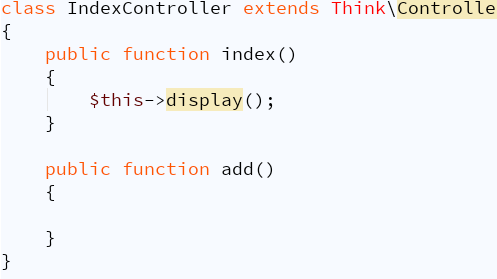 class IndexController extends Think\Controlle
{
    public function index()
    {
        $this->display();
    }

    public function add()
    {

    }
}